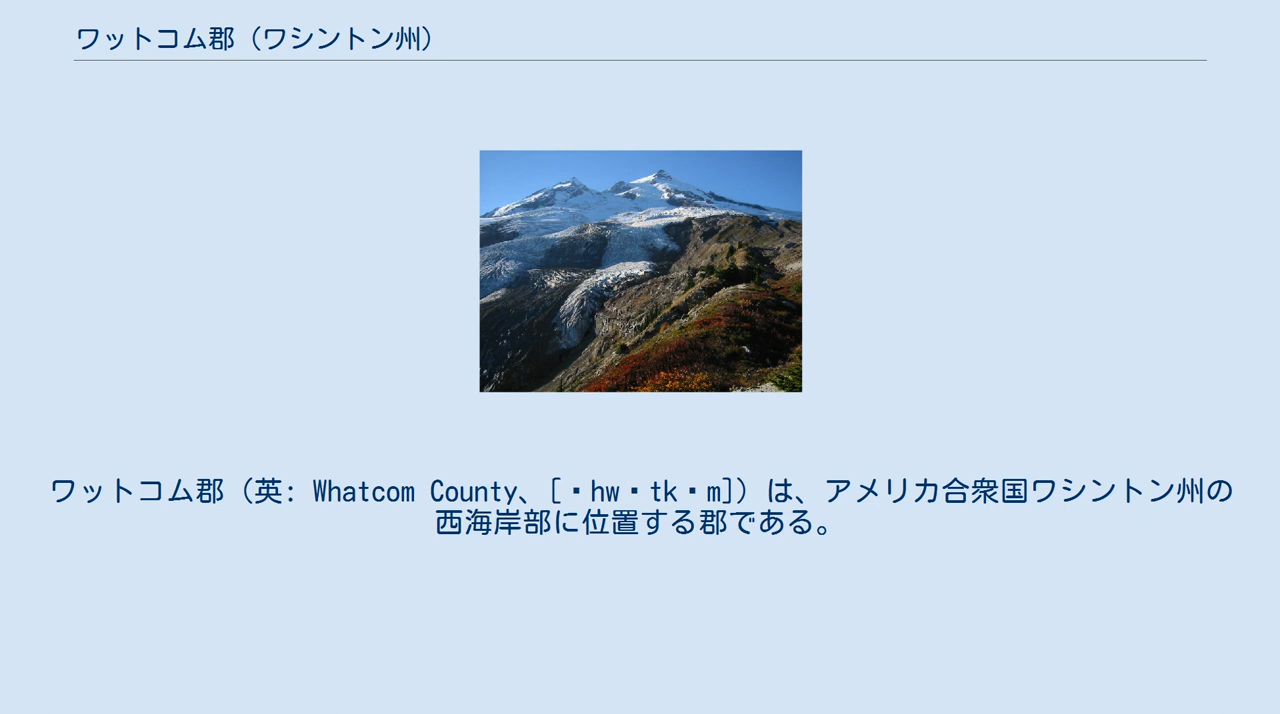 ワットコム郡（ワシントン州）
ワットコム郡（英: Whatcom County、[・hw・tk・m]）は、アメリカ合衆国ワシントン州の
西海岸部に位置する郡である。